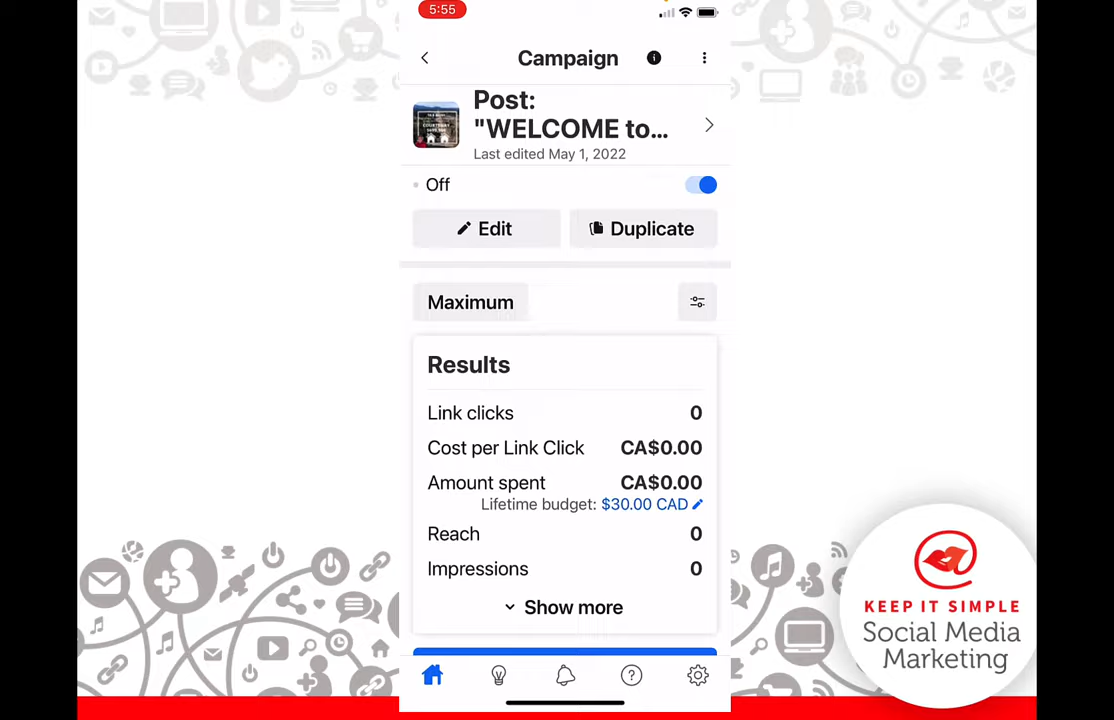 5:55
Campaign
Post:
"WELCOME to...
Last edited May 1, 2022
Off
Edit
Duplicate
Maximum
Results
Link clicks 0
Cost per Link Click CA$0.00
Amount spent CA$0.00
Lifetime budget: $30.00 CAD
Reach 0
Impressions 0
Show more
KEEP IT SIMPLE
Social Media
Marketing